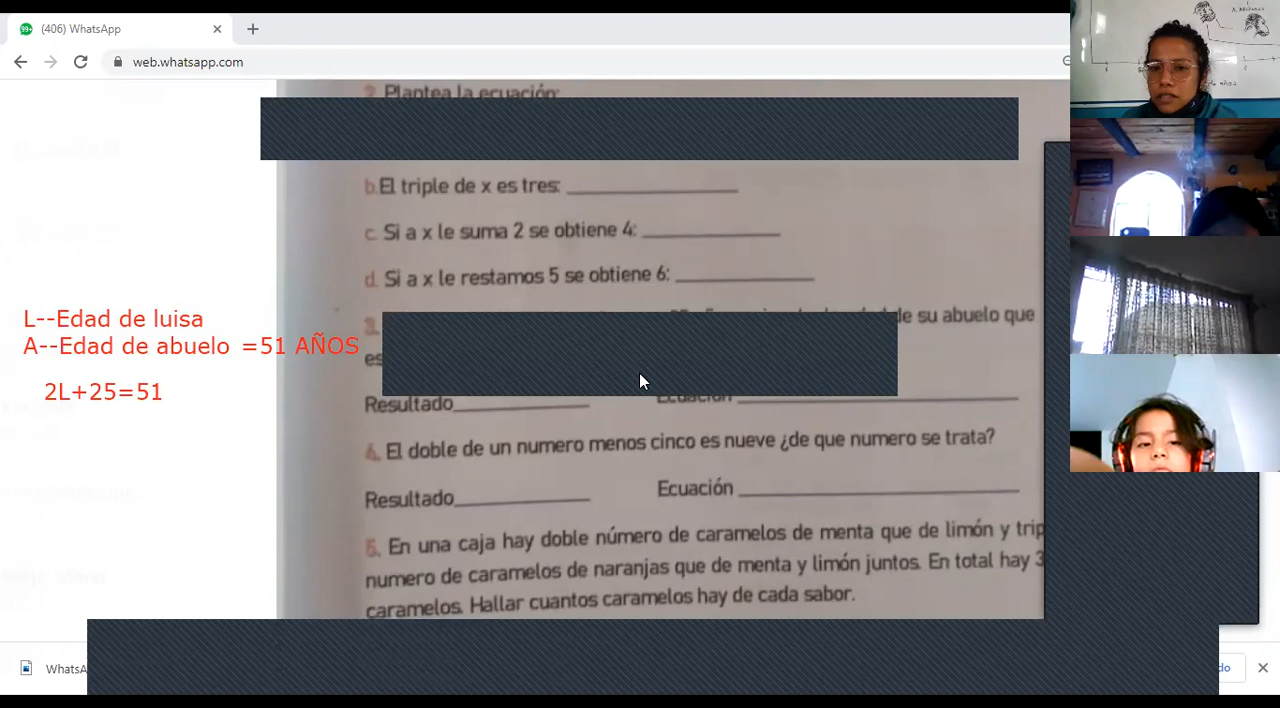 (406) WhatsApp
web.whatsapp.com
2. Plantea la ecuación:
b. El triple de x es tres:
c. Si a x le suma 2 se obtiene 4:
d. Si a x le restamos 5 se obtiene 6:
L--Edad de luisa
A--Edad de abuelo =51 AÑOS
2L+25=51
3.
de su abuelo que
es
Resultado Ecuación
4. El doble de un numero menos cinco es nueve ¿de que numero se trata?
Resultado Ecuación
5. En una caja hay doble número de caramelos de menta que de limón y trip
numero de caramelos de naranjas que de menta y limón juntos. En total hay 3
caramelos. Hallar cuantos caramelos hay de cada sabor.
WhatsA
do